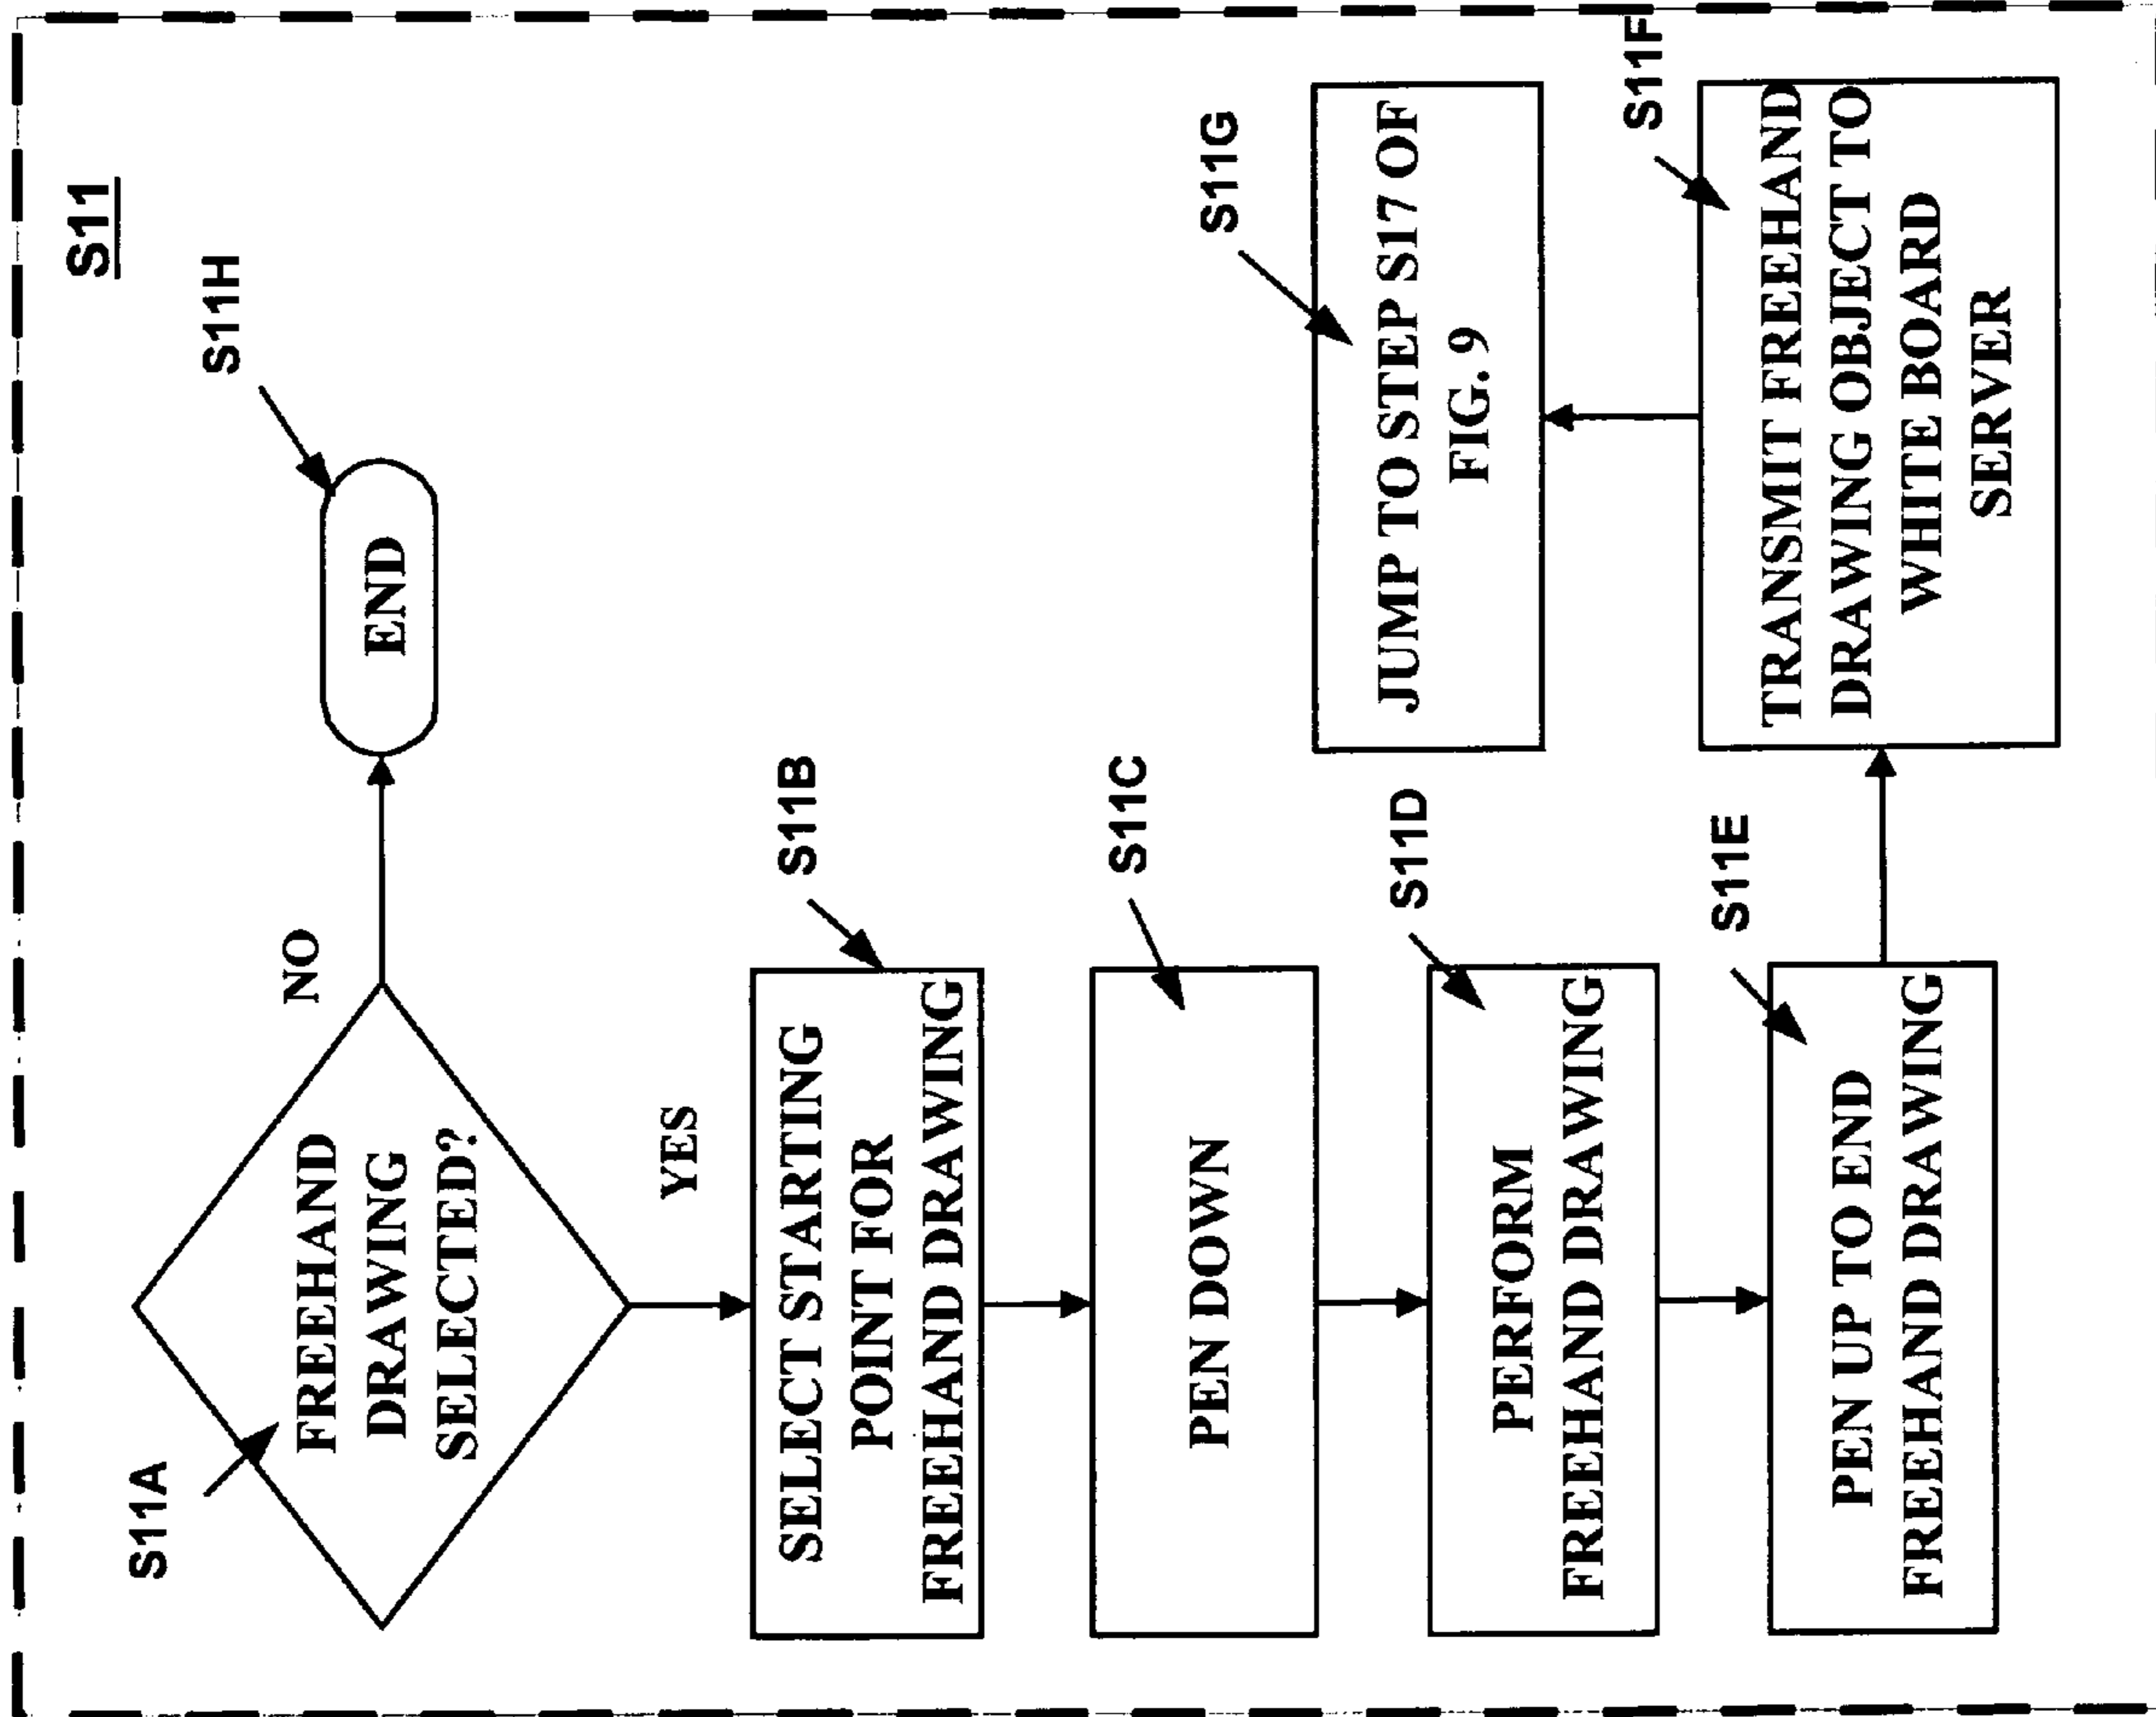 S11
S11A
FREEHAND
DRAWING
SELECTED?
NO
END
S11H
YES
SELECT STARTING
POINT FOR
FREEHAND DRAWING
S11B
PEN DOWN
S11C
PERFORM
FREEHAND DRAWING
S11D
PEN UP TO END
FREEHAND DRAWING
S11E
TRANSMIT FREEHAND
DRAWING OBJECT TO
WHITE BOARD
SERVER
S11F
JUMP TO STEP S17 OF
FIG. 9
S11G